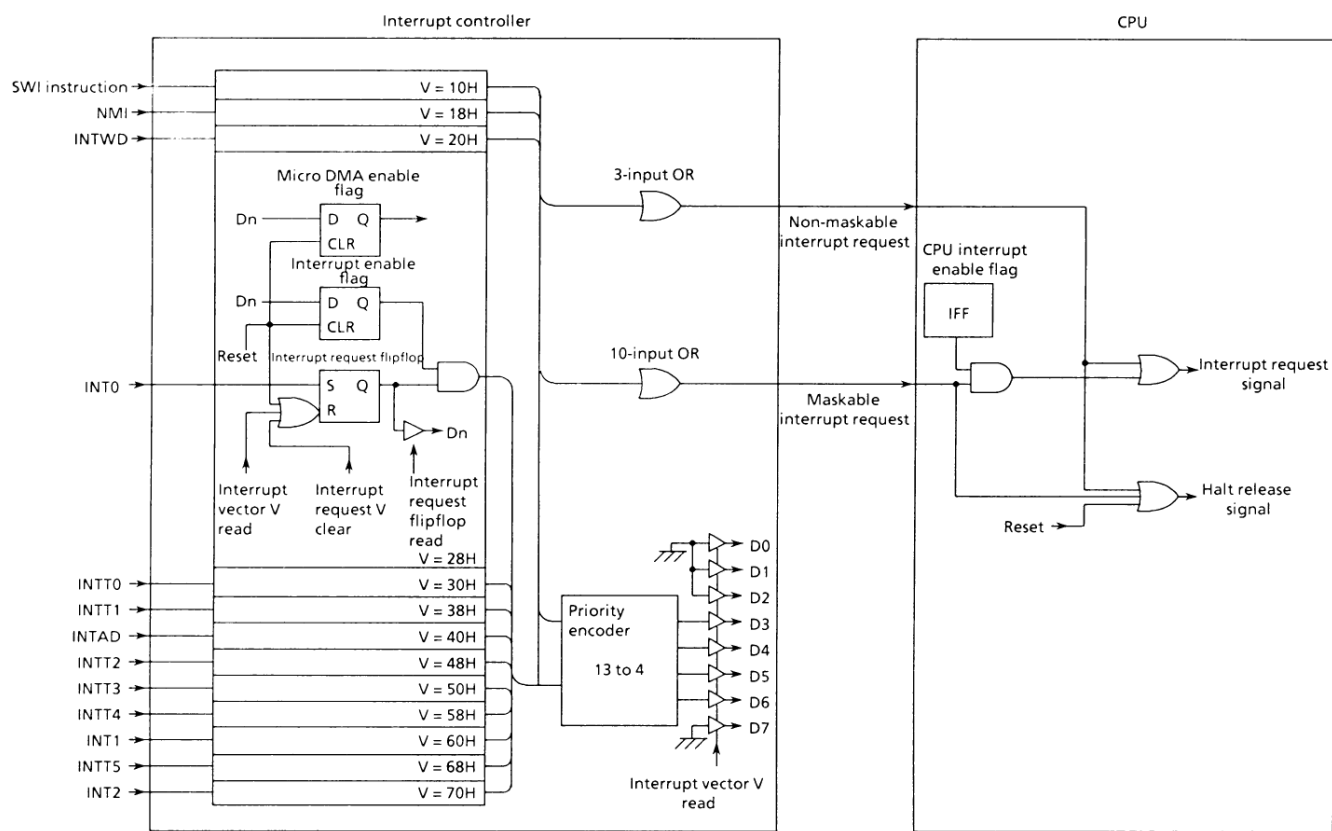 Interrupt controller
CPU
SWI instruction
V = 10H
NMI
V = 18H
INTWD
V = 20H
Micro DMA enable
flag
3-input OR
Dn
D
Q
CLR
Non-maskable
interrupt request
Interrupt enable
flag
CPU interrupt
enable flag
Dn
D
Q
CLR
IFF
Reset
Interrupt request flipflop
10-input OR
Interrupt request
signal
INT0
S
Q
R
Maskable
interrupt request
Dn
Interrupt
vector V
read
Interrupt
request V
clear
Interrupt
request
flipflop
read
Halt release
signal
Reset
V = 28H
D0
INTT0
V = 30H
D1
INTT1
V = 38H
D2
Priority
encoder
13 to 4
D3
INTAD
V = 40H
D4
INTT2
V = 48H
D5
INTT3
V = 50H
D6
INTT4
V = 58H
D7
INT1
V = 60H
INTT5
V = 68H
Interrupt vector V
read
INT2
V = 70H